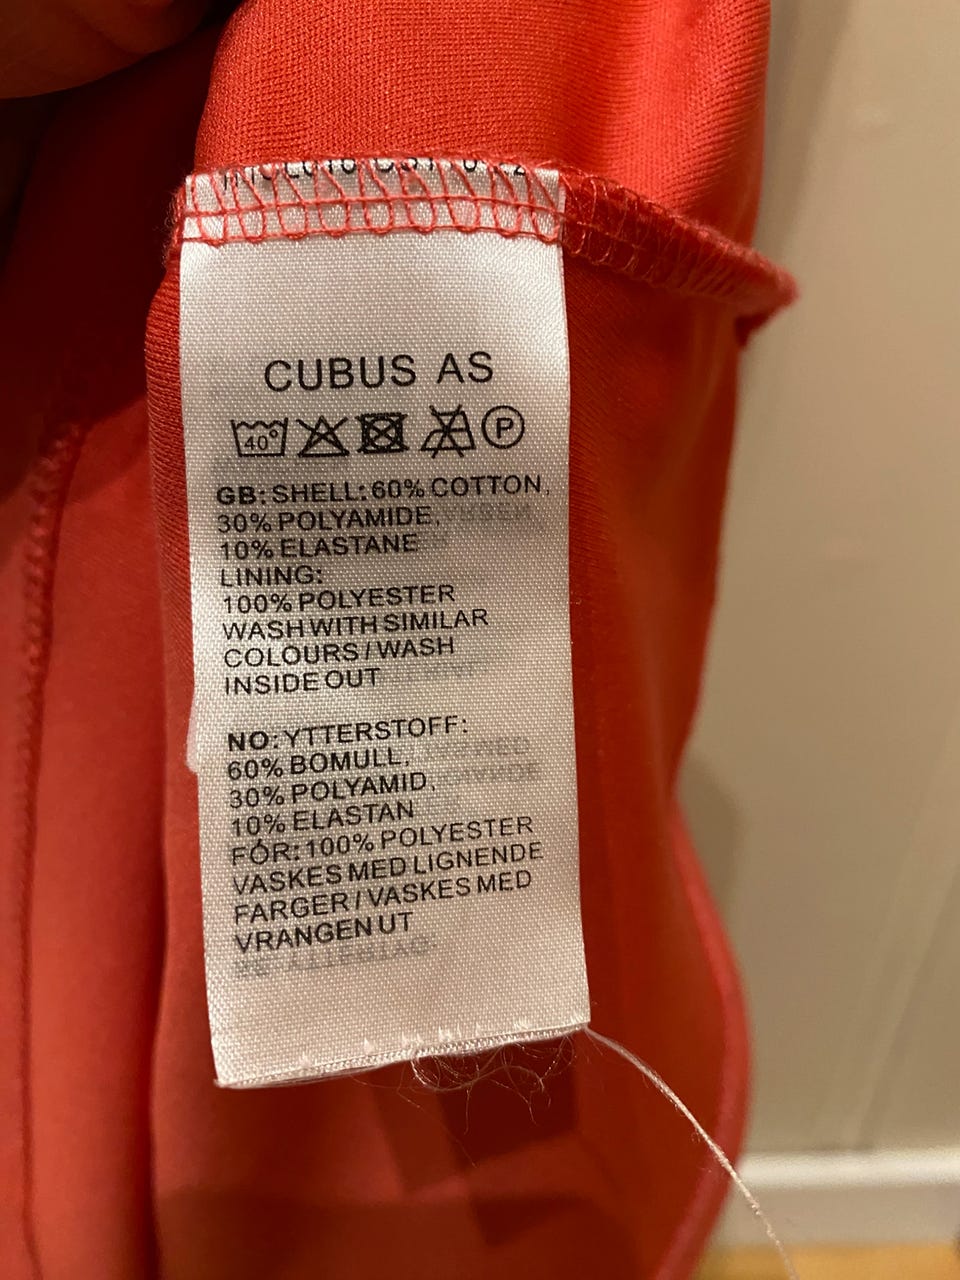 CUBUS AS
40°
P
GB: SHELL: 60% COTTON,
30% POLYAMIDE,
10% ELASTANE
LINING:
100% POLYESTER
WASH WITH SIMILAR
COLOURS / WASH
INSIDE OUT
NO: YTTERSTOFF:
60% BOMULL,
30% POLYAMID,
10% ELASTAN
FÓR: 100% POLYESTER
VASKES MED LIGNENDE
FARGER / VASKES MED
VRANGEN UT